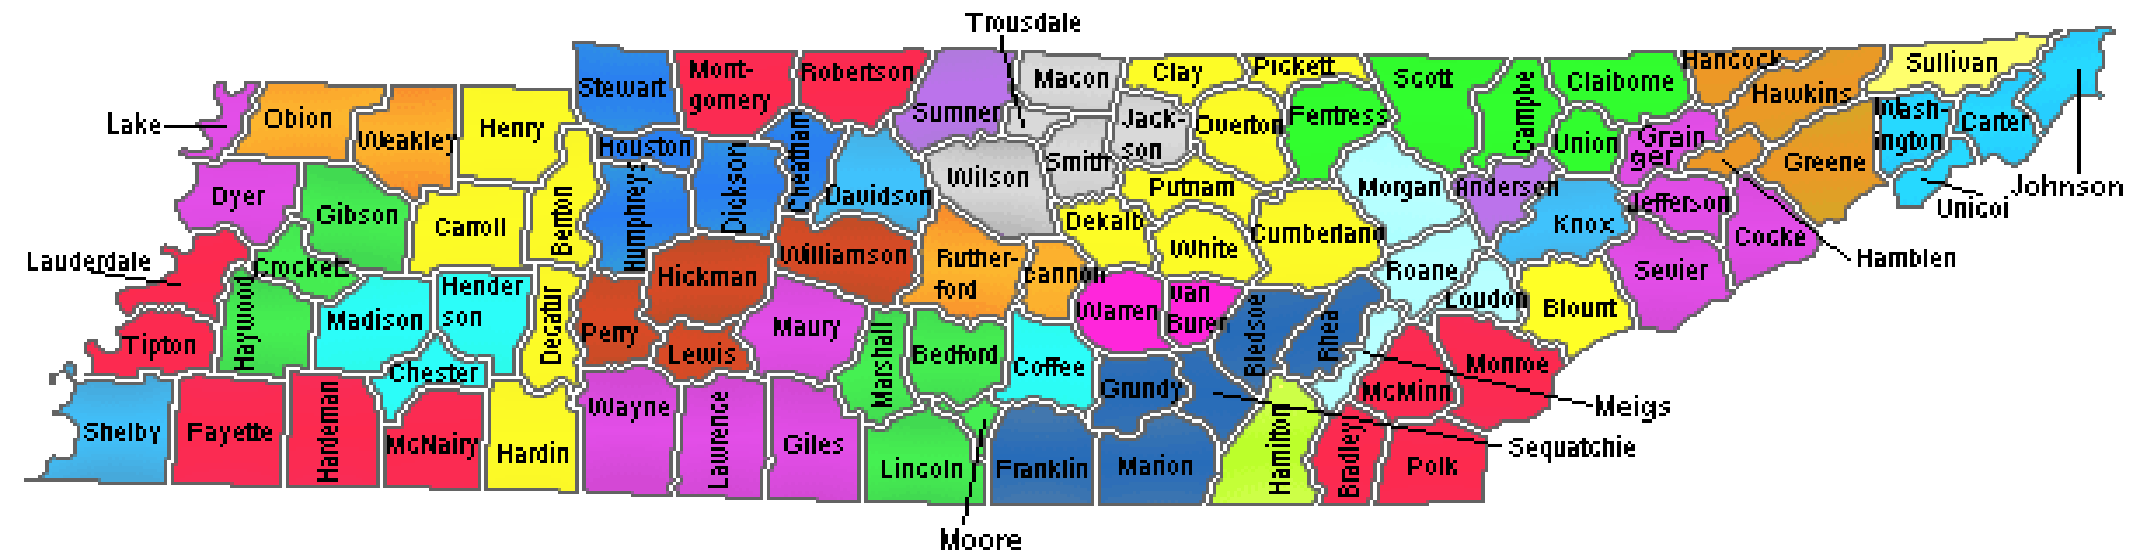 Trousdale
Stewart
Mont-
gomery
Robertson
Sumner
Macon
Clay
Pickett
Scott
Campbe
Claibome
Hancock
Hawkins
Sullivan
Lake
Obion
Weakley
Henry
Houston
Dickson
Cheatham
Davidson
Wilson
Smith
Jack-
son
Overton
Fentress
Union
Grain
ger
Greene
Wash-
ington
Carter
Johnson
Unicoi
Dyer
Gibson
Carroll
Benton
Humphreys
Putnam
Morgan
Anderson
Knox
Jefferson
Cocke
Hamblen
Lauderdale
Crockett
Hickman
Williamson
Ruther-
ford
Cannon
Dekalb
White
Cumberland
Roane
Loudon
Sevier
Blount
Tipton
Haywood
Madison
Hender
son
Decatur
Perry
Lewis
Maury
Marshall
Bedford
Coffee
Warren
Van
Buren
Bledsoe
Rhea
McMinn
Monroe
Meigs
Chester
Grundy
Sequatchie
Shelby
Fayette
Hardeman
McNairy
Hardin
Wayne
Lawrence
Giles
Lincoln
Moore
Franklin
Marion
Hamilton
Bradley
Polk